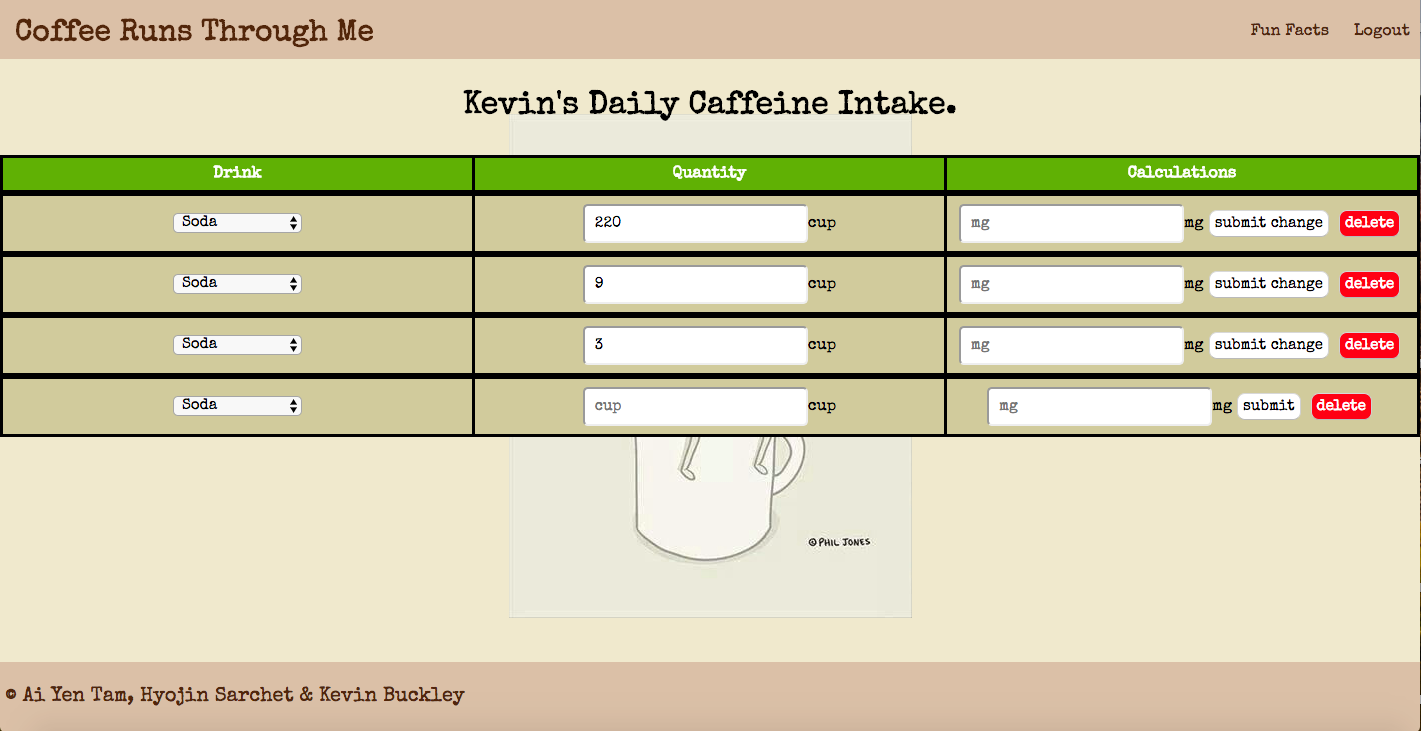 Coffee Runs Through Me Fun Facts Logout
Kevin's Daily Caffeine Intake.
Drink Quantity Calculations
Soda 220 cup mg mg submit change delete
Soda 9 cup mg mg submit change delete
Soda 3 cup mg mg submit change delete
Soda cup cup mg mg submit delete
© PHIL JONES
© Ai Yen Tam, Hyojin Sarchet & Kevin Buckley